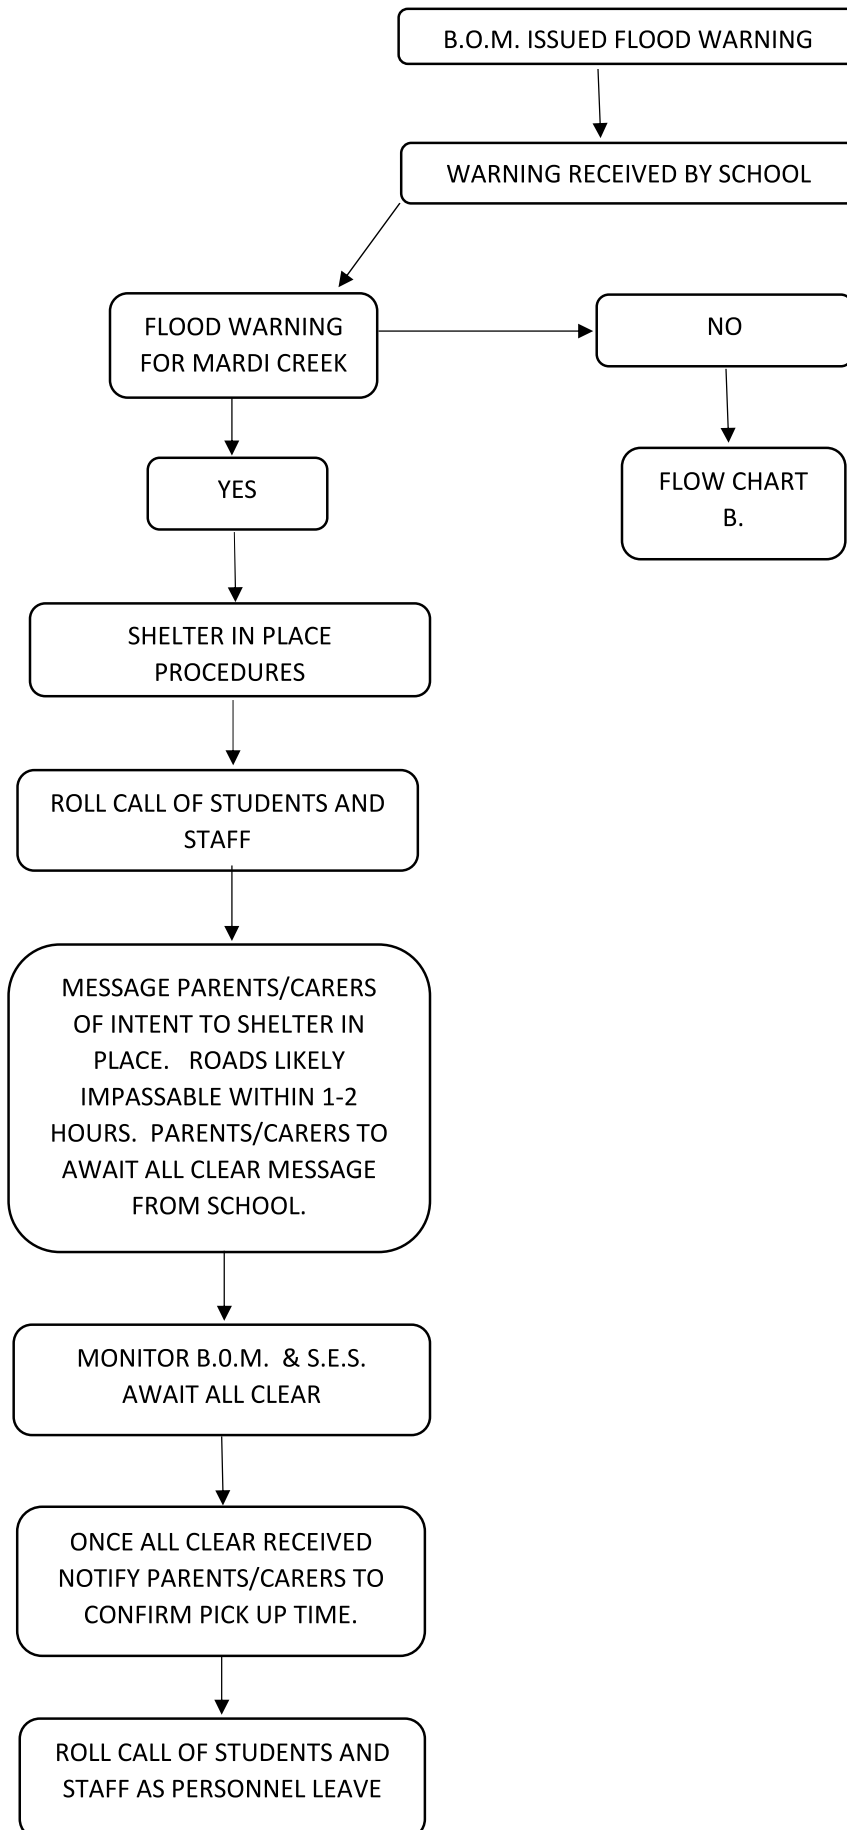 B.O.M. ISSUED FLOOD WARNING
WARNING RECEIVED BY SCHOOL
FLOOD WARNING
FOR MARDI CREEK
NO
YES
FLOW CHART
B.
SHELTER IN PLACE
PROCEDURES
ROLL CALL OF STUDENTS AND
STAFF
MESSAGE PARENTS/CARERS
OF INTENT TO SHELTER IN
PLACE.   ROADS LIKELY
IMPASSABLE WITHIN 1-2
HOURS.  PARENTS/CARERS TO
AWAIT ALL CLEAR MESSAGE
FROM SCHOOL.
MONITOR B.0.M.  & S.E.S.
AWAIT ALL CLEAR
ONCE ALL CLEAR RECEIVED
NOTIFY PARENTS/CARERS TO
CONFIRM PICK UP TIME.
ROLL CALL OF STUDENTS AND
STAFF AS PERSONNEL LEAVE